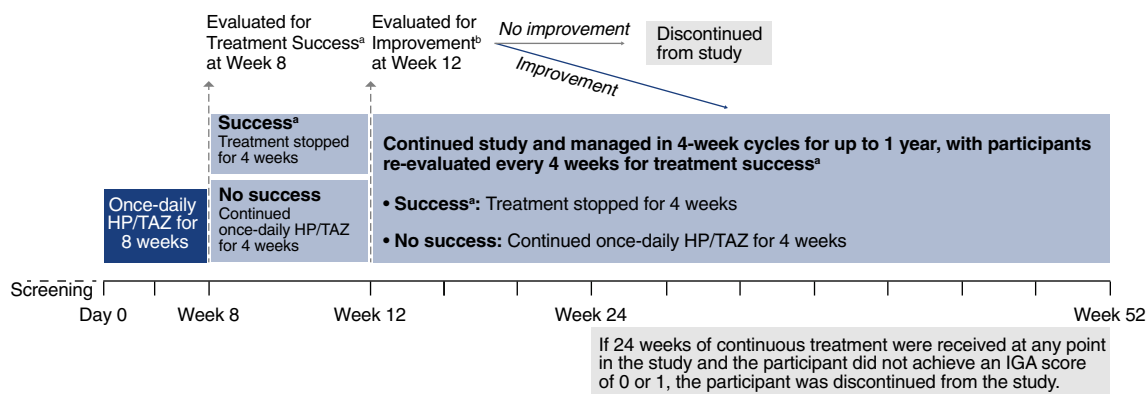 Evaluated for
Treatment Successᵃ
at Week 8
Evaluated for
Improvementᵇ
at Week 12
No improvement
Improvement
Discontinued
from study
Once-daily
HP/TAZ for
8 weeks
Successᵃ
Treatment stopped
for 4 weeks
No success
Continued
once-daily HP/TAZ
for 4 weeks
Continued study and managed in 4-week cycles for up to 1 year, with participants
re-evaluated every 4 weeks for treatment successᵃ
• Successᵃ: Treatment stopped for 4 weeks
• No success: Continued once-daily HP/TAZ for 4 weeks
Screening
Day 0
Week 8
Week 12
Week 24
Week 52
If 24 weeks of continuous treatment were received at any point
in the study and the participant did not achieve an IGA score
of 0 or 1, the participant was discontinued from the study.